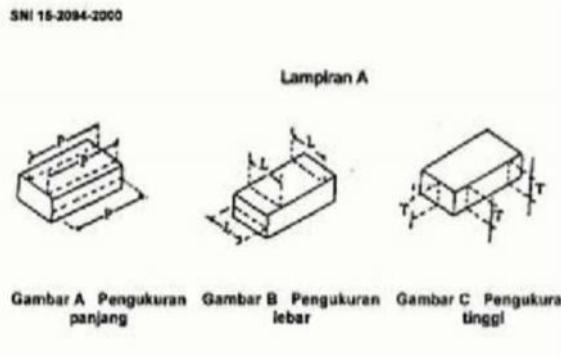 SNI 15-2094-2000
Lampiran A
P
P
P
L
L
L
T
T
T
Gambar A Pengukuran panjang
Gambar B Pengukuran lebar
Gambar C Pengukura tinggi